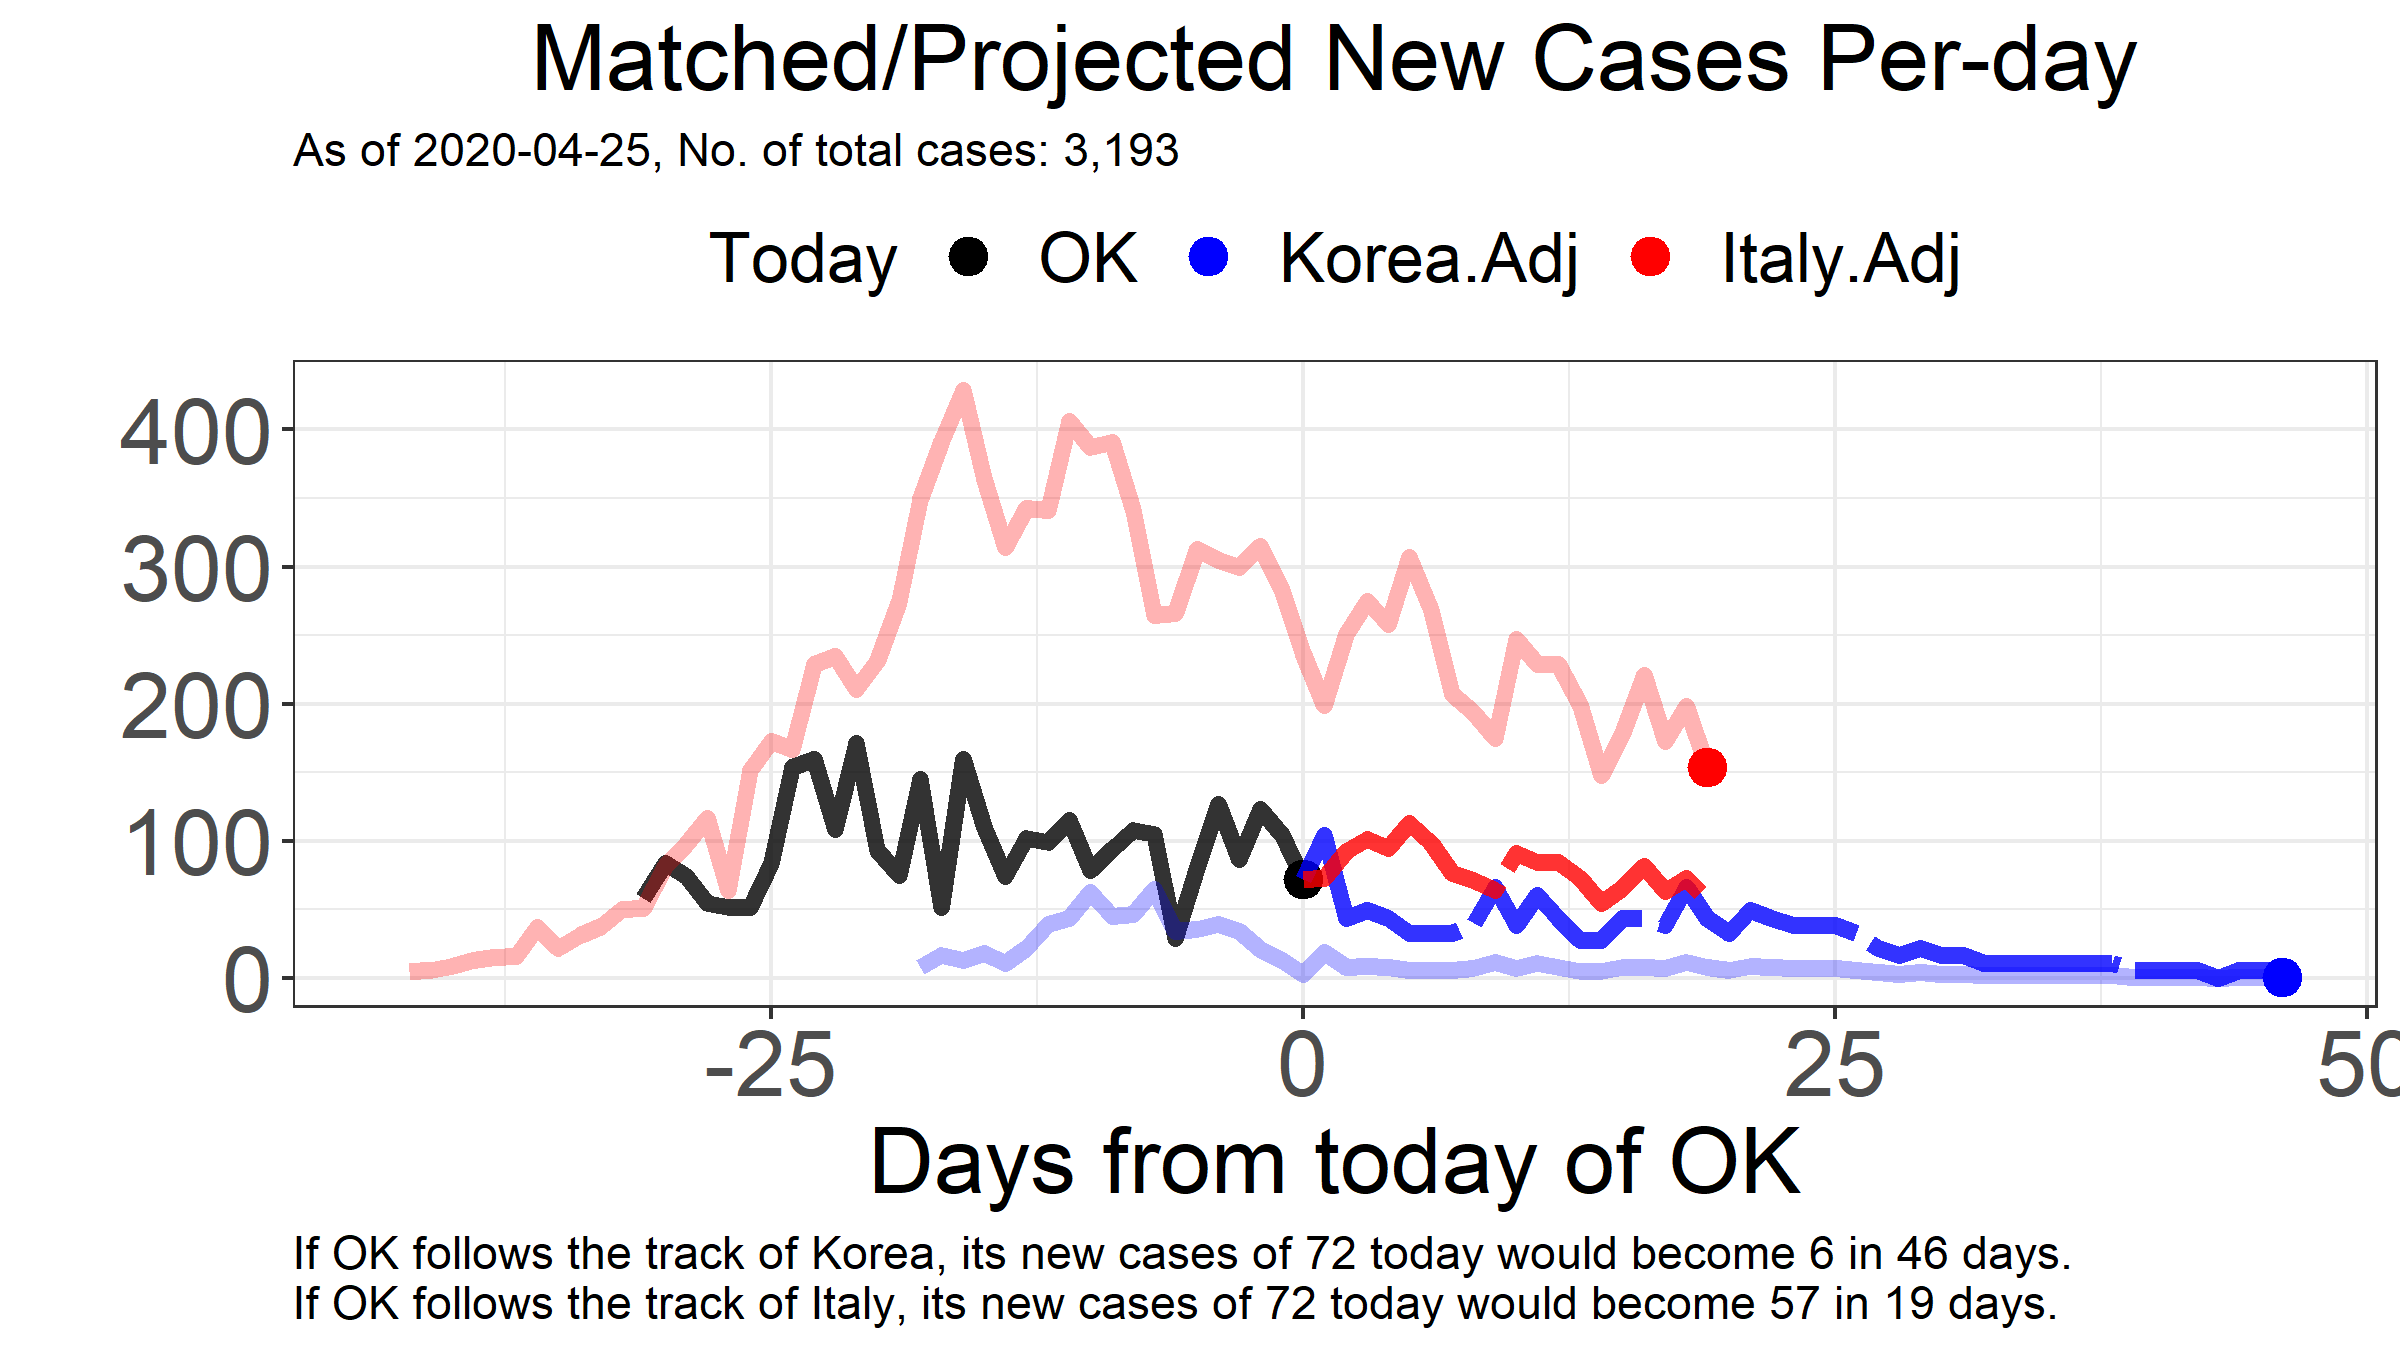 Matched/Projected New Cases Per-day
As of 2020-04-25, No. of total cases: 3,193
Today OK Korea.Adj Italy.Adj
400
300
200
100
0
-25 0 25 50
Days from today of OK
If OK follows the track of Korea, its new cases of 72 today would become 6 in 46 days.
If OK follows the track of Italy, its new cases of 72 today would become 57 in 19 days.